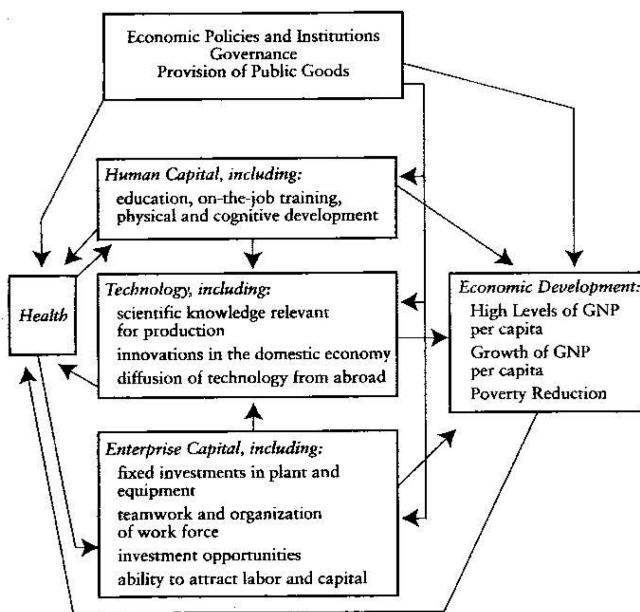 Economic Policies and Institutions
Governance
Provision of Public Goods
Human Capital, including:
education, on-the-job training,
physical and cognitive development
Health
Technology, including:
scientific knowledge relevant
for production
innovations in the domestic economy
diffusion of technology from abroad
Economic Development:
High Levels of GNP
per capita
Growth of GNP
per capita
Poverty Reduction
Enterprise Capital, including:
fixed investments in plant and
equipment
teamwork and organization
of work force
investment opportunities
ability to attract labor and capital